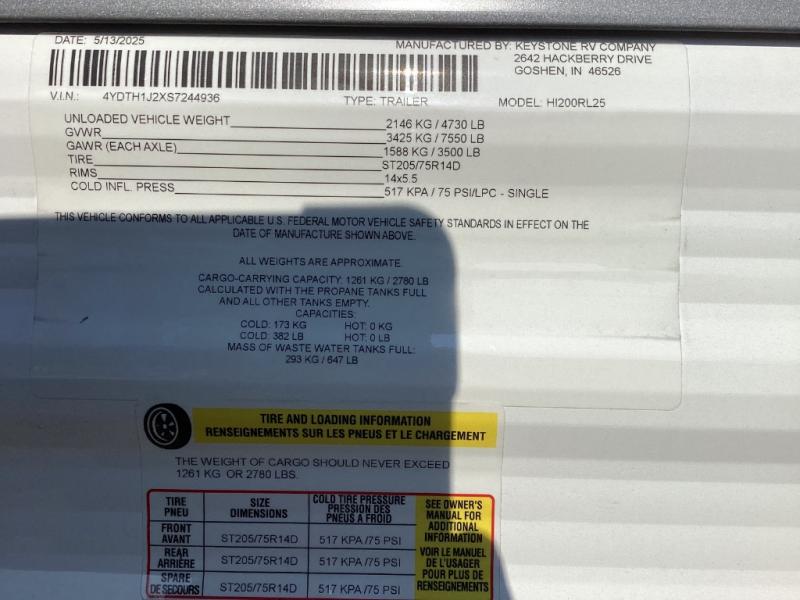 DATE: 5/13/2025
MANUFACTURED BY: KEYSTONE RV COMPANY
2642 HACKBERRY DRIVE
GOSHEN, IN 46526
V.I.N.: 4YDTH1J2XS7244936 TYPE: TRAILER MODEL: HI200RL25
UNLOADED VEHICLE WEIGHT 2146 KG / 4730 LB
GVWR 3425 KG / 7550 LB
GAWR (EACH AXLE) 1588 KG / 3500 LB
TIRE ST205/75R14D
RIMS 14x5.5
COLD INFL. PRESS 517 KPA / 75 PSI/LPC - SINGLE
THIS VEHICLE CONFORMS TO ALL APPLICABLE U.S. FEDERAL MOTOR VEHICLE SAFETY STANDARDS IN EFFECT ON THE
DATE OF MANUFACTURE SHOWN ABOVE.
ALL WEIGHTS ARE APPROXIMATE.
CARGO-CARRYING CAPACITY: 1261 KG / 2780 LB
CALCULATED WITH THE PROPANE TANKS FULL
AND ALL OTHER TANKS EMPTY.
CAPACITIES:
COLD: 173 KG HOT: 0 KG
COLD: 382 LB HOT: 0 LB
MASS OF WASTE WATER TANKS FULL:
293 KG / 647 LB
TIRE AND LOADING INFORMATION
RENSEIGNEMENTS SUR LES PNEUS ET LE CHARGEMENT
THE WEIGHT OF CARGO SHOULD NEVER EXCEED
1261 KG OR 2780 LBS.
TIRE
PNEU
SIZE
DIMENSIONS
COLD TIRE PRESSURE
PRESSION DES
PNEUS A FROID
SEE OWNER'S
MANUAL FOR
ADDITIONAL
INFORMATION
VOIR LE MANUEL
DE L'USAGER
POUR PLUS DE
RENSEIGNEMENTS
FRONT
AVANT
ST205/75R14D 517 KPA /75 PSI
REAR
ARRIÈRE
ST205/75R14D 517 KPA /75 PSI
SPARE
DE SECOURS
ST205/75R14D 517 KPA /75 PSI